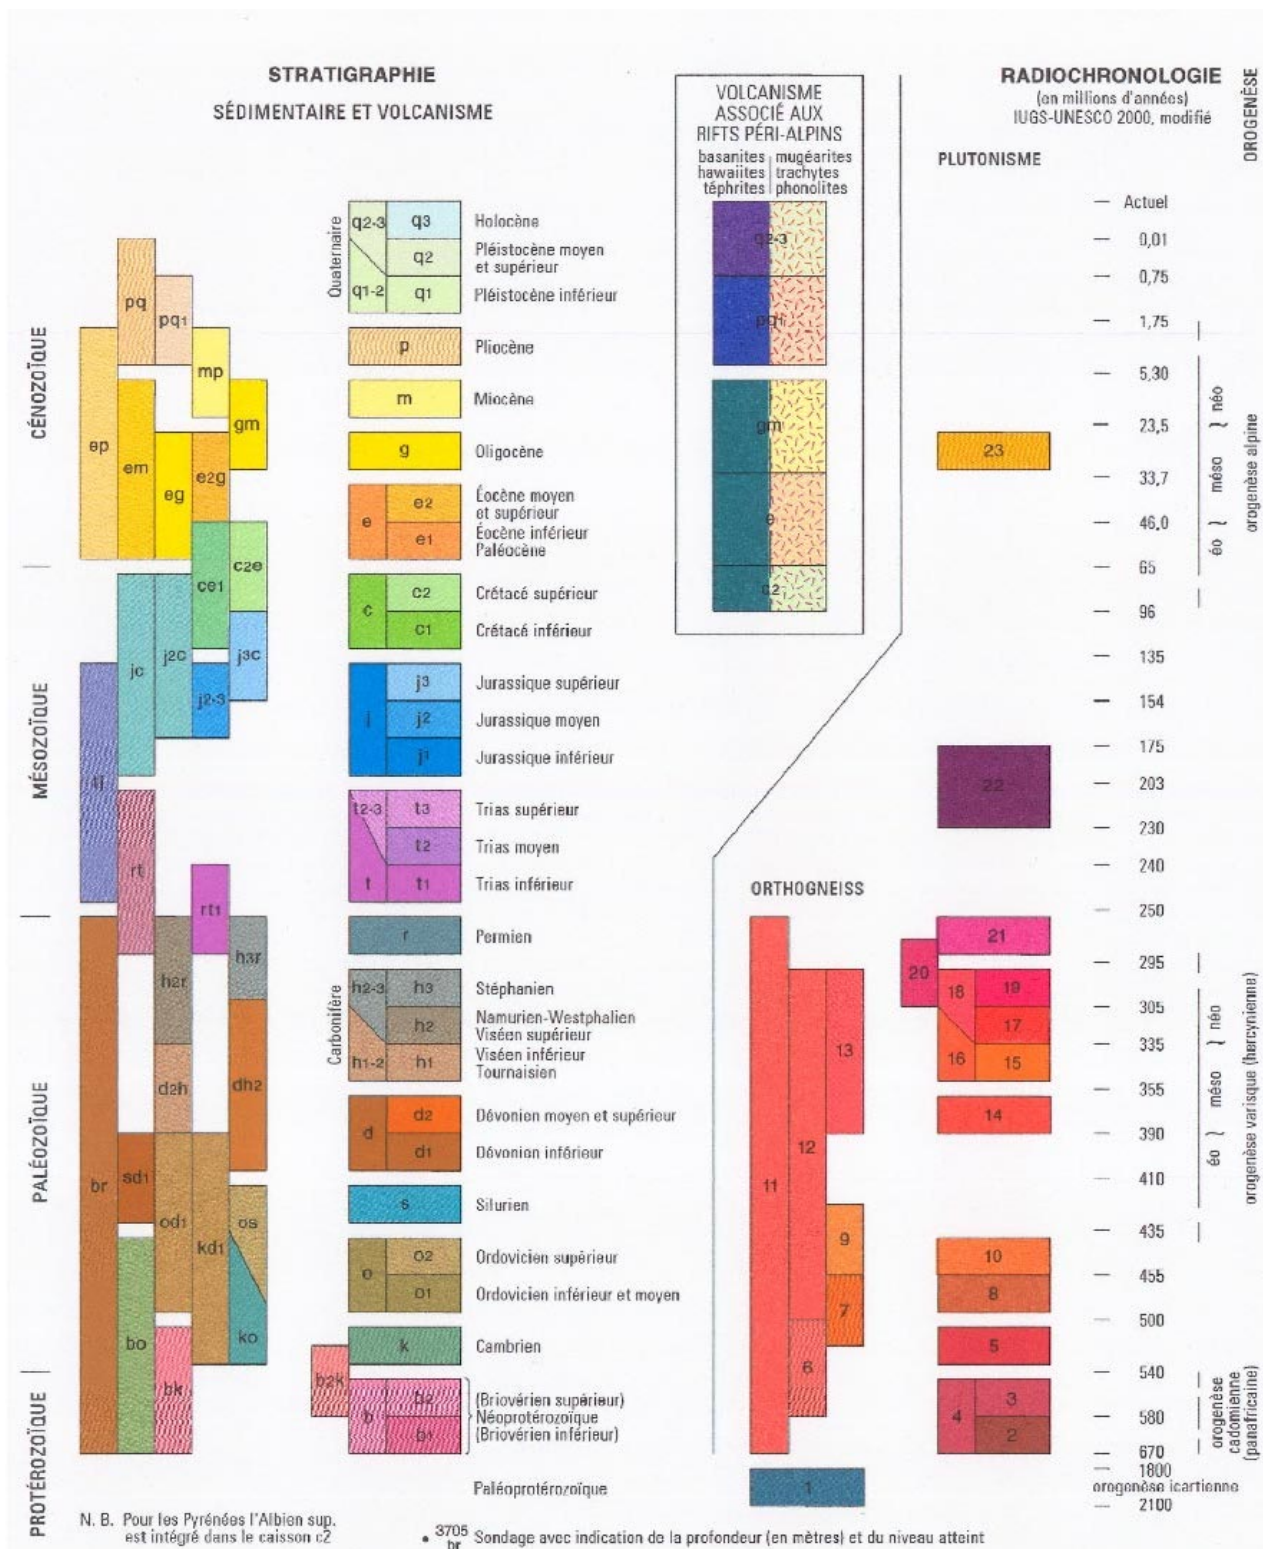 STRATIGRAPHIE
SÉDIMENTAIRE ET VOLCANISME
VOLCANISME
ASSOCIÉ AUX
RIFTS PÉRI-ALPINS
basanites mugéarites
hawaiites trachytes
téphrites phonolites
RADIOCHRONOLOGIE
(en millions d'années)
IUGS-UNESCO 2000, modifié
PLUTONISME
OROGENÈSE
CÉNOZOÏQUE
MÉSOZOÏQUE
PALÉOZOÏQUE
PROTÉROZOÏQUE
pq
pq1
mp
gm
ep
em
eg
e2g
ce1
c2e
jc
j2c
j2-3
j3c
tj
rt
rt1
h2r
h3r
d2h
dh2
br
sd1
od1
kd1
os
ko
bo
bk
b2k
Quaternaire
q2-3
q3
Holocène
q2
Pléistocène moyen
et supérieur
q1-2
q1
Pléistocène inférieur
p
Pliocène
m
Miocène
g
Oligocène
e
e2
Éocène moyen
et supérieur
e1
Éocène inférieur
Paléocène
c
c2
Crétacé supérieur
c1
Crétacé inférieur
j
j3
Jurassique supérieur
j2
Jurassique moyen
j1
Jurassique inférieur
t2-3
t3
Trias supérieur
t2
Trias moyen
t
t1
Trias inférieur
r
Permien
Carbonifère
h2-3
h3
Stéphanien
h2
Namurien-Westphalien
Viséen supérieur
h1-2
h1
Viséen inférieur
Tournaisien
d
d2
Dévonien moyen et supérieur
d1
Dévonien inférieur
s
Silurien
o
o2
Ordovicien supérieur
o1
Ordovicien inférieur et moyen
k
Cambrien
b
b2
(Briovérien supérieur)
Néoprotérozoïque
b1
(Briovérien inférieur)
Paléoprotérozoïque
q2-3
pq1
gm
e
c2
ORTHOGNEISS
11
12
13
9
7
6
1
23
22
21
20
18
19
17
16
15
14
10
8
5
4
3
2
Actuel
0,01
0,75
1,75
5,30
23,5
33,7
46,0
65
96
135
154
175
203
230
240
250
295
305
335
355
390
410
435
455
500
540
580
670
1800
2100
éo ~ méso ~ néo
orogenèse alpine
éo ~ méso ~ néo
orogenèse varisque (hercynienne)
orogenèse
cadomienne
(panafricaine)
orogenèse icartienne
N. B. Pour les Pyrénées l'Albien sup.
est intégré dans le caisson c2
• 3705
br
Sondage avec indication de la profondeur (en mètres) et du niveau atteint